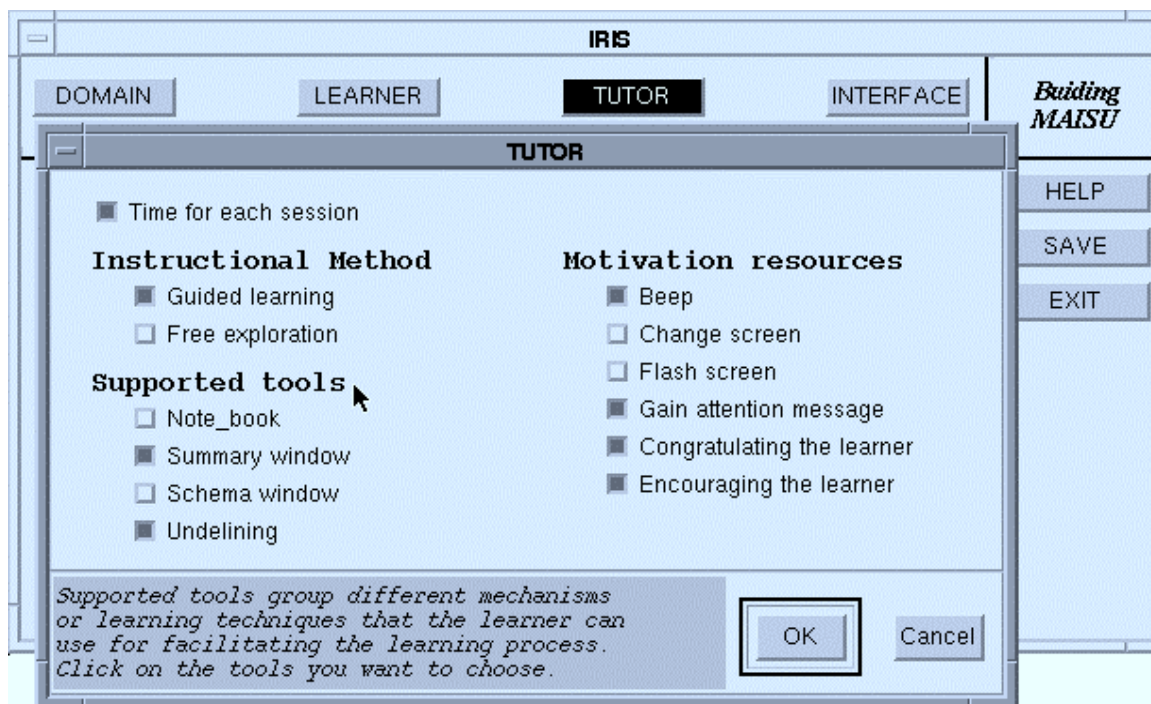 IRIS
DOMAIN
LEARNER
TUTOR
INTERFACE
Buiding
MAISU
TUTOR
HELP
SAVE
EXIT
Time for each session
Instructional Method
Guided learning
Free exploration
Supported tools
Note_book
Summary window
Schema window
Undelining
Motivation resources
Beep
Change screen
Flash screen
Gain attention message
Congratulating the learner
Encouraging the learner
Supported tools group different mechanisms
or learning techniques that the learner can
use for facilitating the learning process.
Click on the tools you want to choose.
OK
Cancel